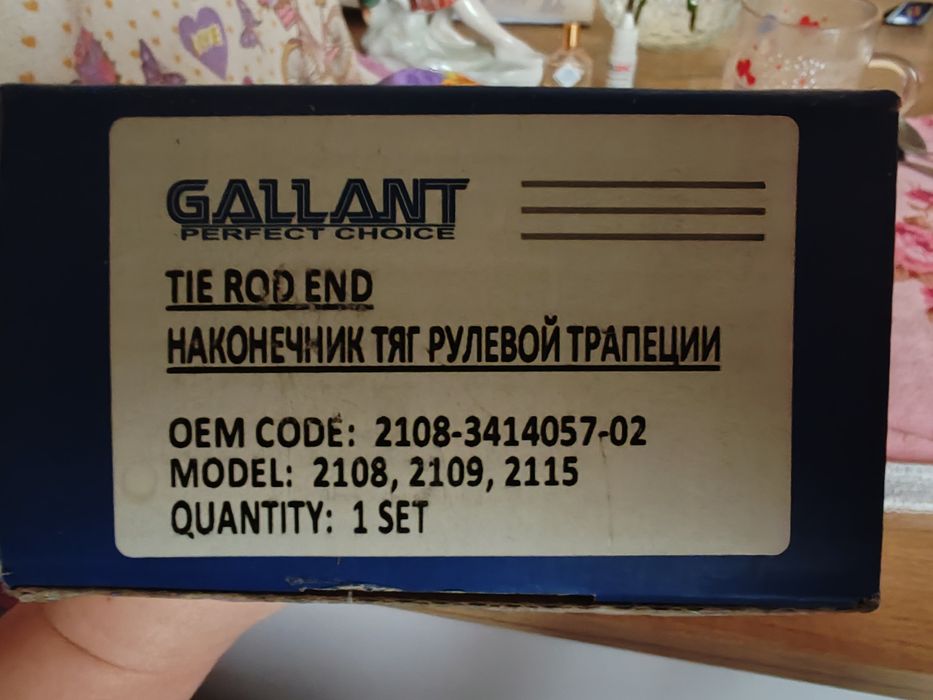 GALLANT
PERFECT CHOICE
TIE ROD END
НАКОНЕЧНИК ТЯГ РУЛЕВОЙ ТРАПЕЦИИ
OEM CODE: 2108-3414057-02
MODEL: 2108, 2109, 2115
QUANTITY: 1 SET